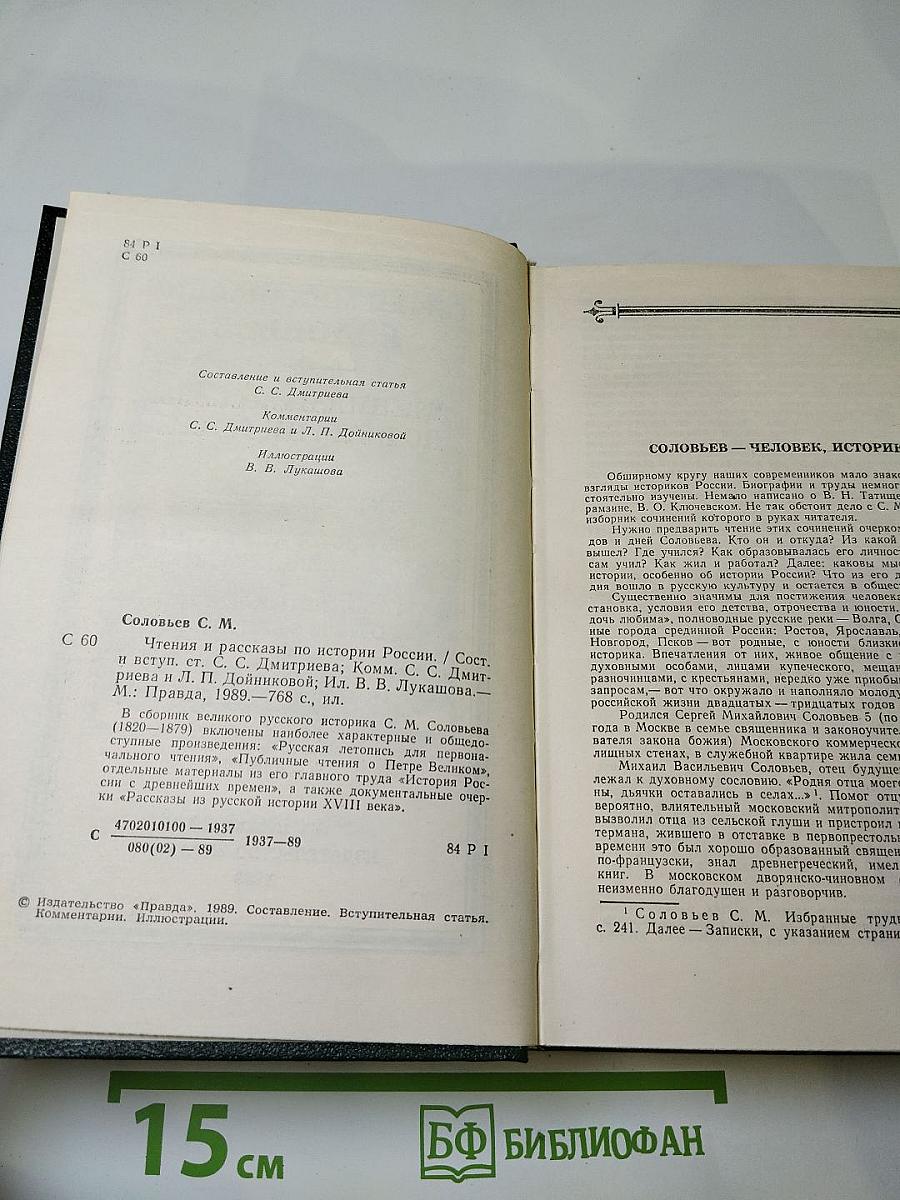 84 Р I
С 60
Составление и вступительная статья
С. С. Дмитриева
Комментарии
С. С. Дмитриева и Л. П. Дойниковой
Иллюстрации
В. В. Лукашова
Соловьев С. М.
С 60
Чтения и рассказы по истории России. / Сост.
и вступ. ст. С. С. Дмитриева; Комм. С. С. Дмит-
риева и Л. П. Дойниковой; Ил. В. В. Лукашова.—
М.: Правда, 1989.—768 с., ил.
В сборник великого русского историка С. М. Соловьева
(1820—1879) включены наиболее характерные и общедо-
ступные произведения: «Русская летопись для первона-
чального чтения», «Публичные чтения о Петре Великом»,
отдельные материалы из его главного труда «История Рос-
сии с древнейших времен», а также документальные очер-
ки «Рассказы из русской истории XVIII века».
С 4702010100—1937
080(02)—89 1937—89 84 Р I
© Издательство «Правда», 1989. Составление. Вступительная статья.
Комментарии. Иллюстрации.
СОЛОВЬЕВ—ЧЕЛОВЕК, ИСТОРИК
Обширному кругу наших современников мало знако
взгляды историков России. Биографии и труды немног
стоятельно изучены. Немало написано о В. Н. Татище
рамзине, В. О. Ключевском. Не так обстоит дело с С. М
изборник сочинений которого в руках читателя.
Нужно предварить чтение этих сочинений очерком
дов и дней Соловьева. Кто он и откуда? Из какой
вышел? Где учился? Как образовывалась его личнос
сам учил? Как жил и работал? Далее: каковы мыс
истории, особенно об истории России? Что из его д
дия вошло в русскую культуру и остается в общест
Существенно значимы для постижения человека
становка, условия его детства, отрочества и юности.
дочь любима», полноводные русские реки—Волга, О
ные города срединной России: Ростов, Ярославль,
Новгород, Псков—вот родные, с юности близкие
историка. Впечатления от них, живое общение с
духовными особами, лицами купеческого, мещан
разночинцами, с крестьянами, нередко уже приобщ
запросам,—вот что окружало и наполняло молоду
российской жизни двадцатых—тридцатых годов
Родился Сергей Михайлович Соловьев 5 (по
года в Москве в семье священника и законоучител
вателя закона божия) Московского коммерческо
лишных стенах, в служебной квартире жила семь
Михаил Васильевич Соловьев, отец будуще
лежал к духовному сословию. «Родня отца моего
ны, дьячки оставались в селах...»¹. Помог отцу
вероятно, влиятельный московский митрополит
вызволил отца из сельской глуши и пристроил
термана, жившего в отставке в первопрестоль
времени это был хорошо образованный священ
по-французски, знал древнегреческий, имел
книг. В московском дворянско-чиновном
неизменно благодушен и разговорчив.
¹ Соловьев С. М. Избранные труды
с. 241. Далее—Записки, с указанием страни
15 см
БФ БИБЛИОФАН